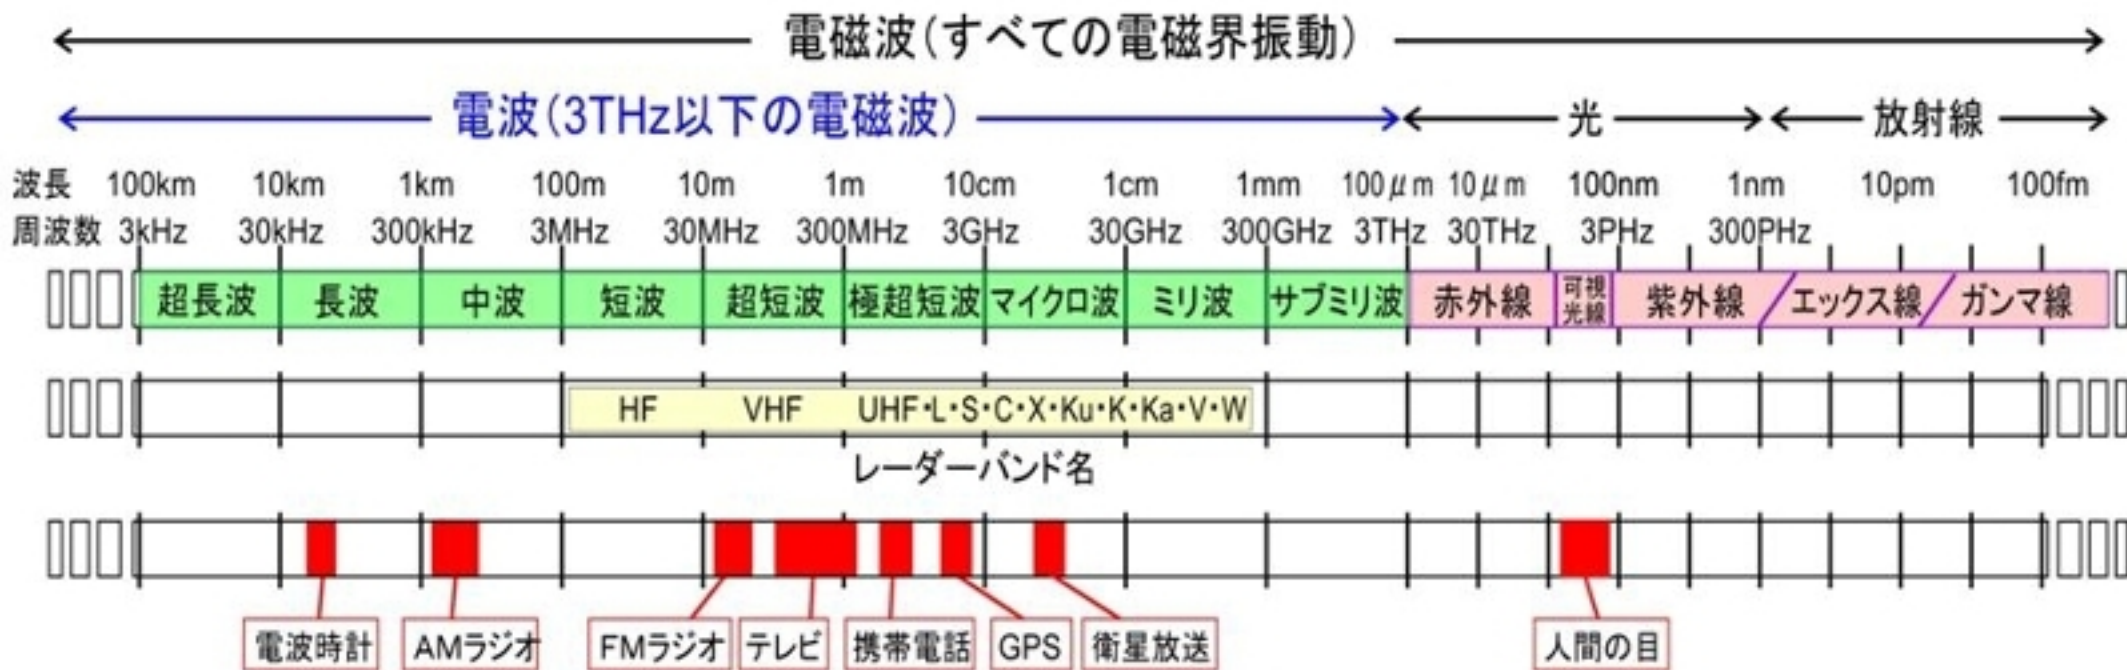 電磁波(すべての電磁界振動)
電波(3THz以下の電磁波) 光 放射線
波長 100km 10km 1km 100m 10m 1m 10cm 1cm 1mm 100μm 10μm 100nm 1nm 10pm 100fm
周波数 3kHz 30kHz 300kHz 3MHz 30MHz 300MHz 3GHz 30GHz 300GHz 3THz 30THz 3PHz 300PHz
超長波 長波 中波 短波 超短波 極超短波 マイクロ波 ミリ波 サブミリ波 赤外線 可視光線 紫外線 エックス線 ガンマ線
HF VHF UHF・L・S・C・X・Ku・K・Ka・V・W
レーダーバンド名
電波時計 AMラジオ FMラジオ テレビ 携帯電話 GPS 衛星放送 人間の目